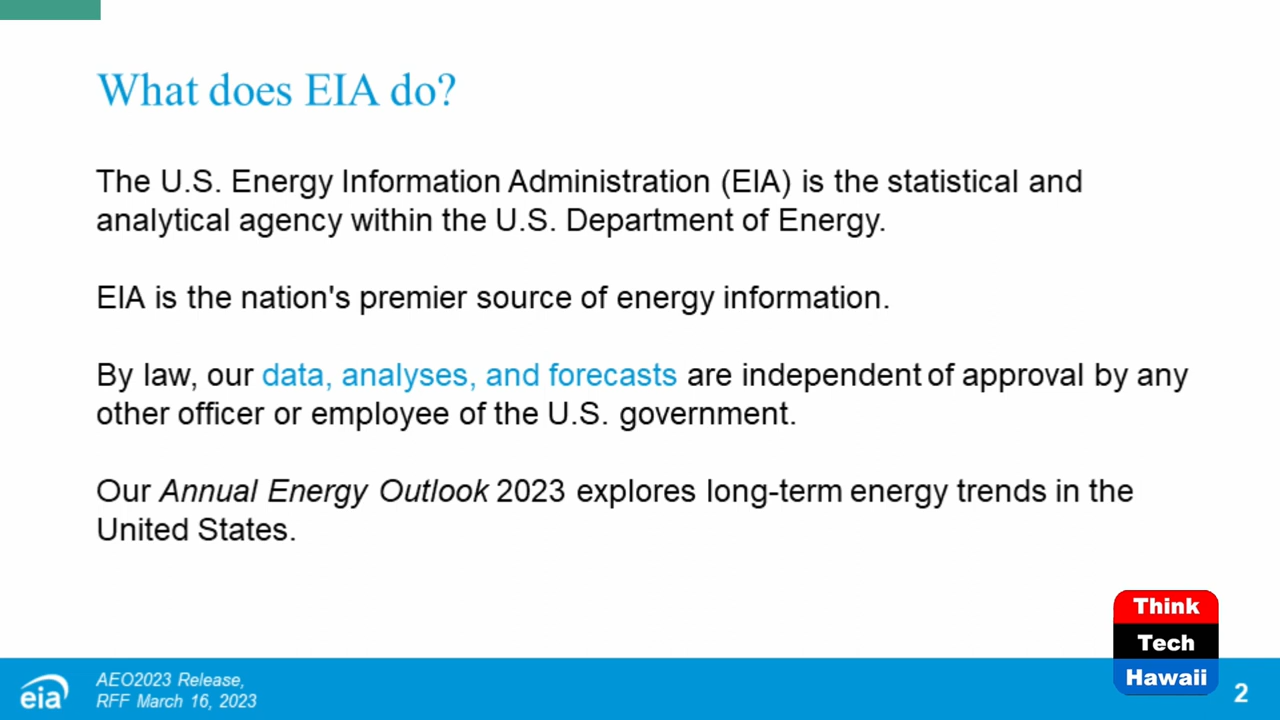 What does EIA do?
The U.S. Energy Information Administration (EIA) is the statistical and
analytical agency within the U.S. Department of Energy.
EIA is the nation's premier source of energy information.
By law, our data, analyses, and forecasts are independent of approval by any
other officer or employee of the U.S. government.
Our Annual Energy Outlook 2023 explores long-term energy trends in the
United States.
Think
Tech
Hawaii
eia
AEO2023 Release,
RFF March 16, 2023
2